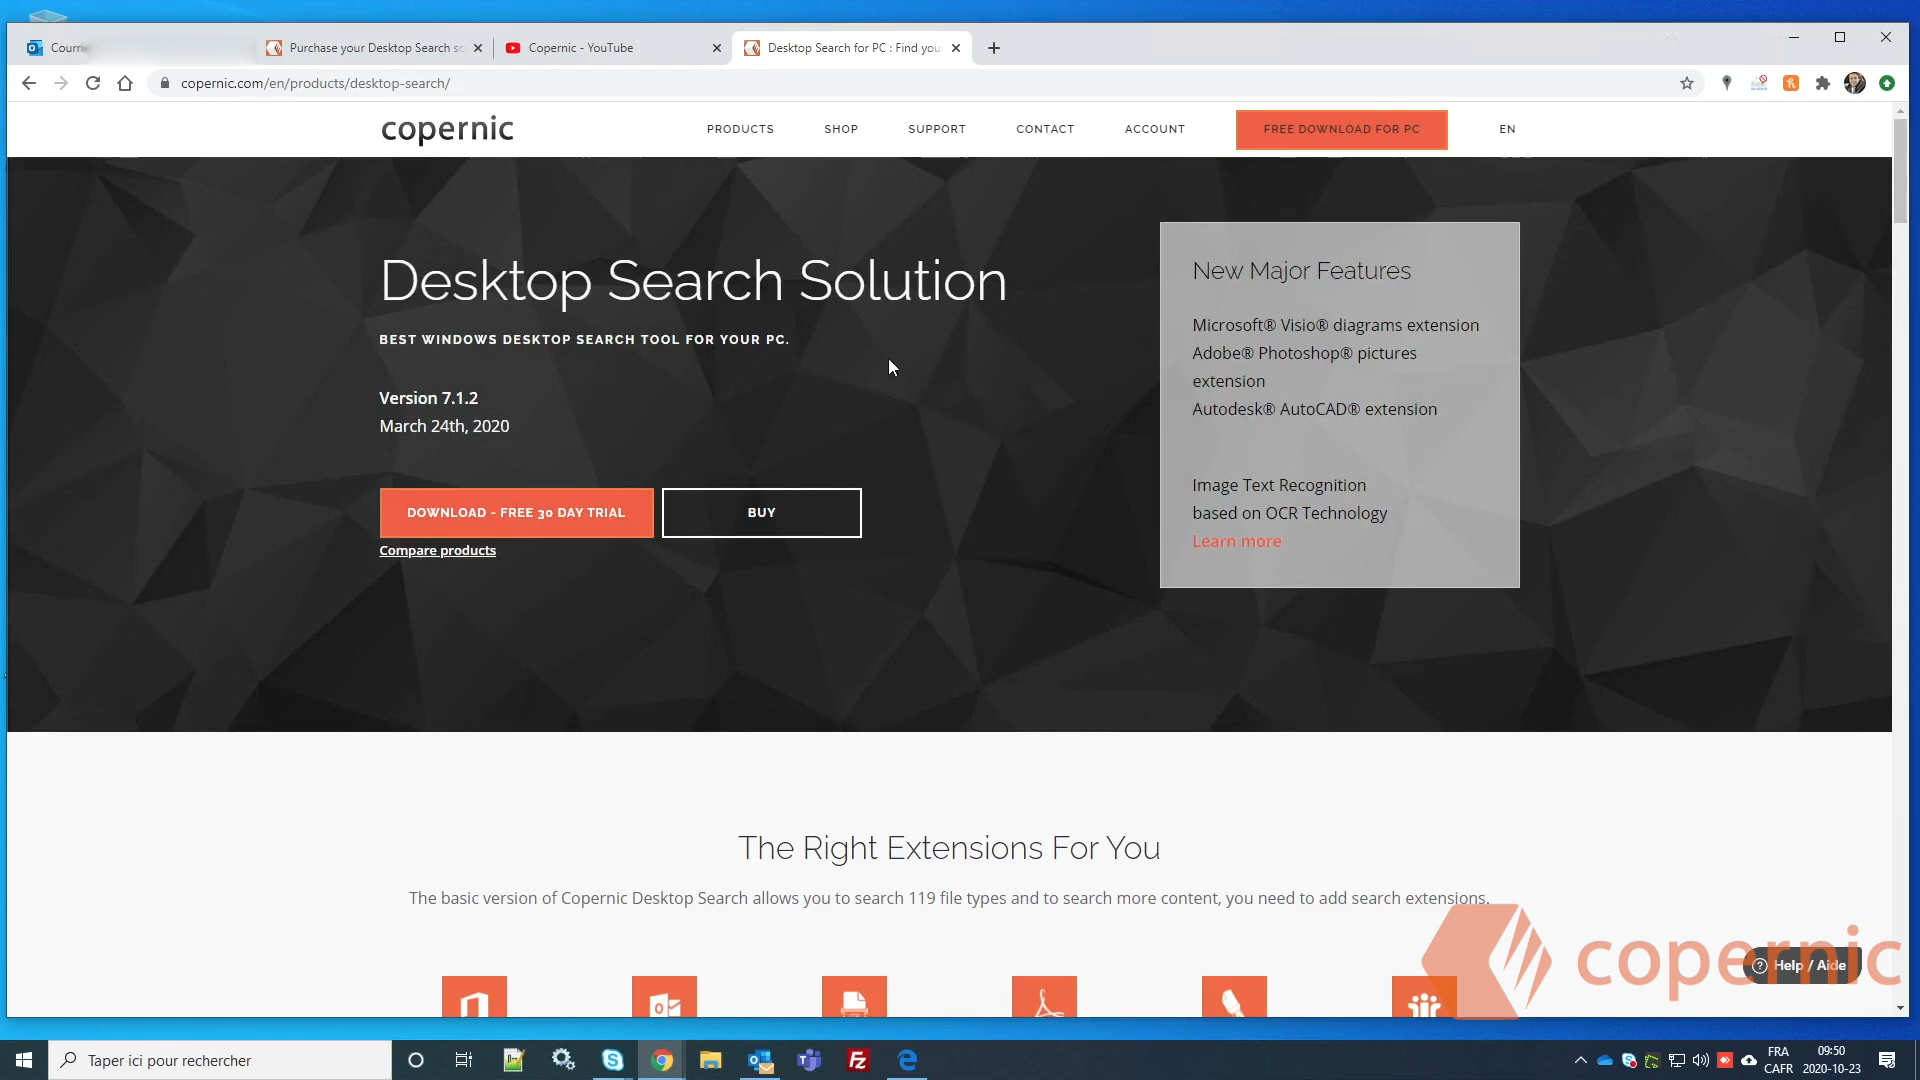 Purchase your Desktop Search
Copernic - YouTube
Desktop Search for PC : Find you
copernic.com/en/products/desktop-search/
copernic
PRODUCTS
SHOP
SUPPORT
CONTACT
ACCOUNT
FREE DOWNLOAD FOR PC
EN
Desktop Search Solution
BEST WINDOWS DESKTOP SEARCH TOOL FOR YOUR PC.
Version 7.1.2
March 24th, 2020
DOWNLOAD - FREE 30 DAY TRIAL
BUY
Compare products
New Major Features
Microsoft® Visio® diagrams extension
Adobe® Photoshop® pictures
extension
Autodesk® AutoCAD® extension
Image Text Recognition
based on OCR Technology
Learn more
The Right Extensions For You
The basic version of Copernic Desktop Search allows you to search 119 file types and to search more content, you need to add search extensions.
copernic
Help / Aide
Taper ici pour rechercher
FRA
CAFR
09:50
2020-10-23